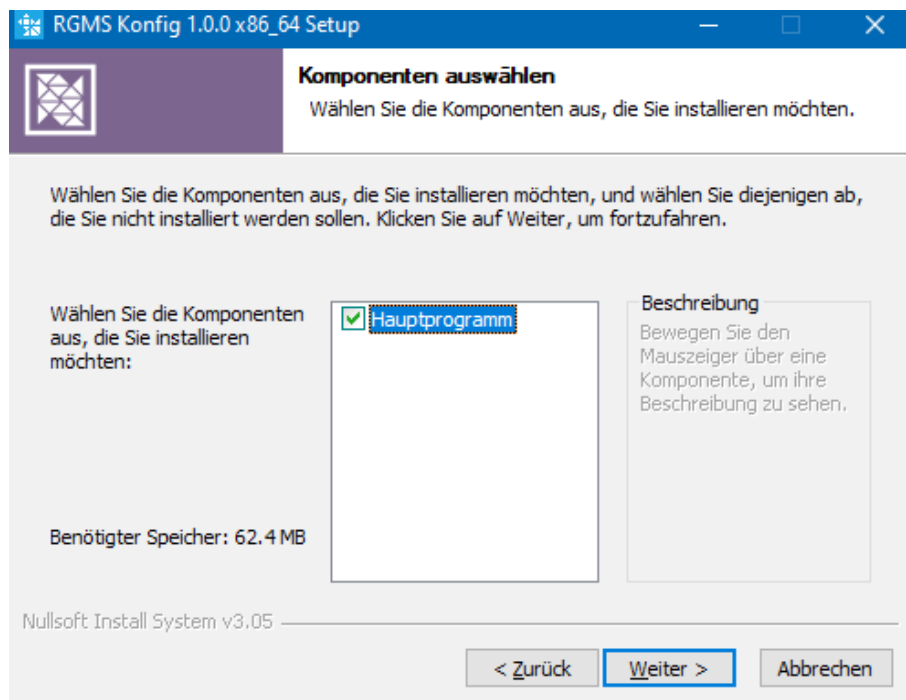 RGMS Konfig 1.0.0 x86_64 Setup
Komponenten auswählen
Wählen Sie die Komponenten aus, die Sie installieren möchten.
Wählen Sie die Komponenten aus, die Sie installieren möchten, und wählen Sie diejenigen ab,
die Sie nicht installiert werden sollen. Klicken Sie auf Weiter, um fortzufahren.
Wählen Sie die Komponenten
aus, die Sie installieren
möchten:
Hauptprogramm
Beschreibung
Bewegen Sie den
Mauszeiger über eine
Komponente, um ihre
Beschreibung zu sehen.
Benötigter Speicher: 62.4 MB
Nullsoft Install System v3.05
< Zurück
Weiter >
Abbrechen